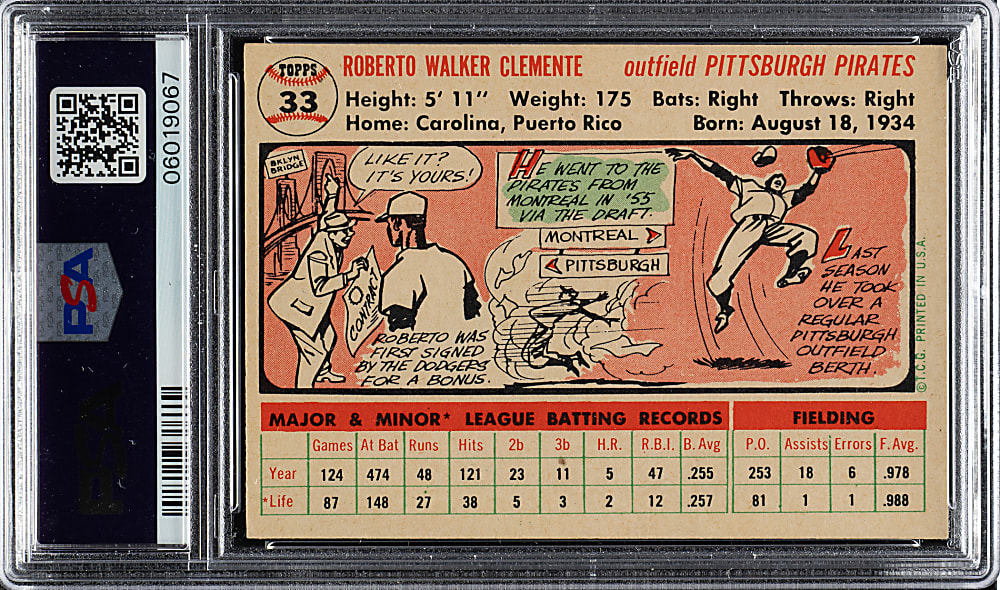 06019067
PSA
TOPPS
33
ROBERTO WALKER CLEMENTE outfield PITTSBURGH PIRATES
Height: 5' 11" Weight: 175 Bats: Right Throws: Right
Home: Carolina, Puerto Rico Born: August 18, 1934
BKLYN
BRIDGE
LIKE IT?
IT'S YOURS!
CONTRACT
ROBERTO WAS
FIRST SIGNED
BY THE DODGERS
FOR A BONUS.
HE WENT TO THE
PIRATES FROM
MONTREAL IN '55
VIA THE DRAFT.
MONTREAL
PITTSBURGH
LAST
SEASON
HE TOOK
OVER A
REGULAR
PITTSBURGH
OUTFIELD
BERTH.
© T.C.G. PRINTED IN U.S.A.
MAJOR & MINOR* LEAGUE BATTING RECORDS FIELDING
Games At Bat Runs Hits 2b 3b H.R. R.B.I. B. Avg P.O. Assists Errors F. Avg.
Year 124 474 48 121 23 11 5 47 .255 253 18 6 .978
*Life 87 148 27 38 5 3 2 12 .257 81 1 1 .988